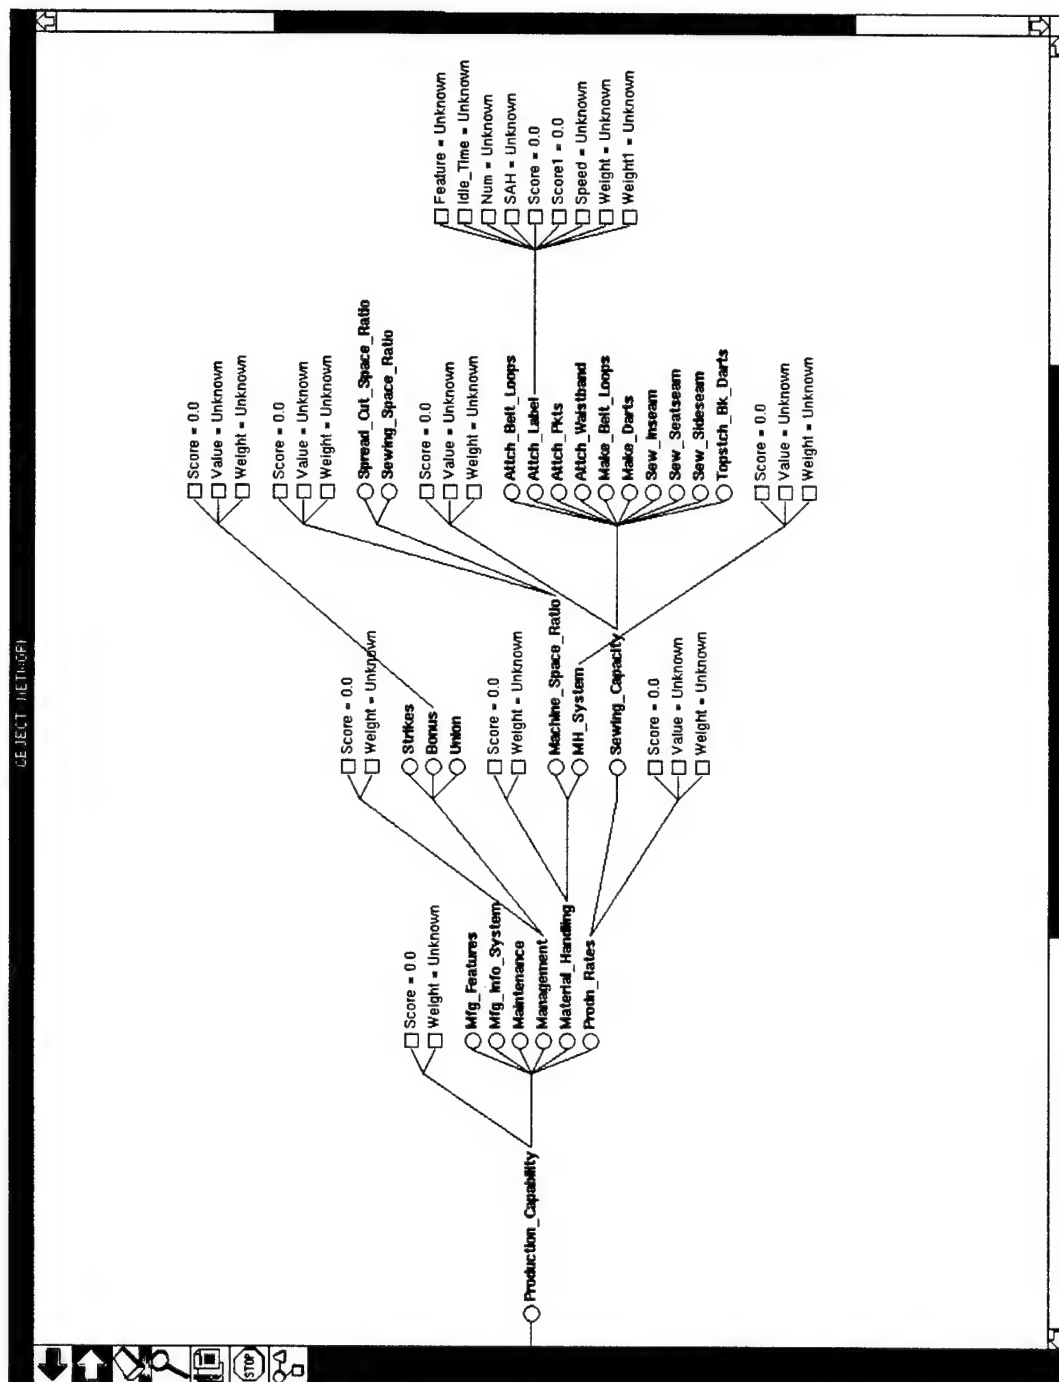 OBJECT NETWORK
Production_Capability
Score = 0.0
Weight = Unknown
Mfg_Features
Mfg_Info_System
Maintenance
Management
Material_Handling
Prodn_Rates
Score = 0.0
Weight = Unknown
Strikes
Bonus
Union
Score = 0.0
Weight = Unknown
Machine_Space_Ratio
MH_System
Sewing_Capacity
Score = 0.0
Value = Unknown
Weight = Unknown
Score = 0.0
Value = Unknown
Weight = Unknown
Score = 0.0
Value = Unknown
Weight = Unknown
Spread_Cut_Space_Ratio
Sewing_Space_Ratio
Score = 0.0
Value = Unknown
Weight = Unknown
Attch_Belt_Loops
Attch_Label
Attch_Pkts
Attch_Waistband
Make_Belt_Loops
Make_Darts
Sew_Inseam
Sew_Seatseam
Sew_Sideseam
Topstch_Bk_Darts
Score = 0.0
Value = Unknown
Weight = Unknown
Feature = Unknown
Idle_Time = Unknown
Num = Unknown
SAH = Unknown
Score = 0.0
Score1 = 0.0
Speed = Unknown
Weight = Unknown
Weight1 = Unknown
STOP